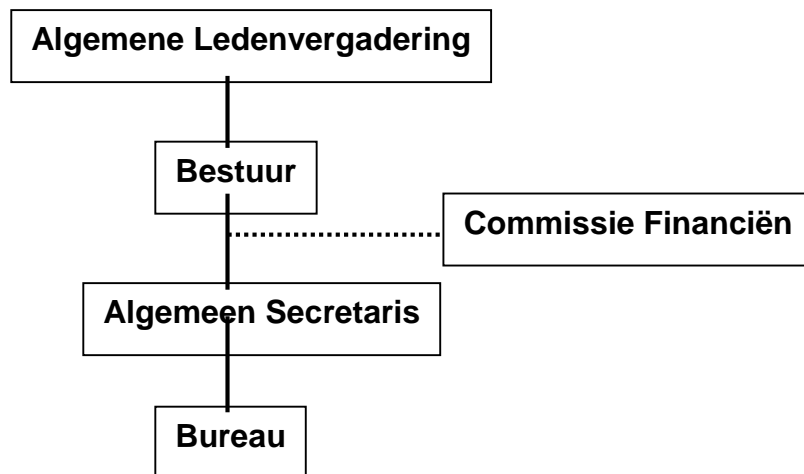 Algemene Ledenvergadering
Bestuur
Commissie Financiën
Algemeen Secretaris
Bureau